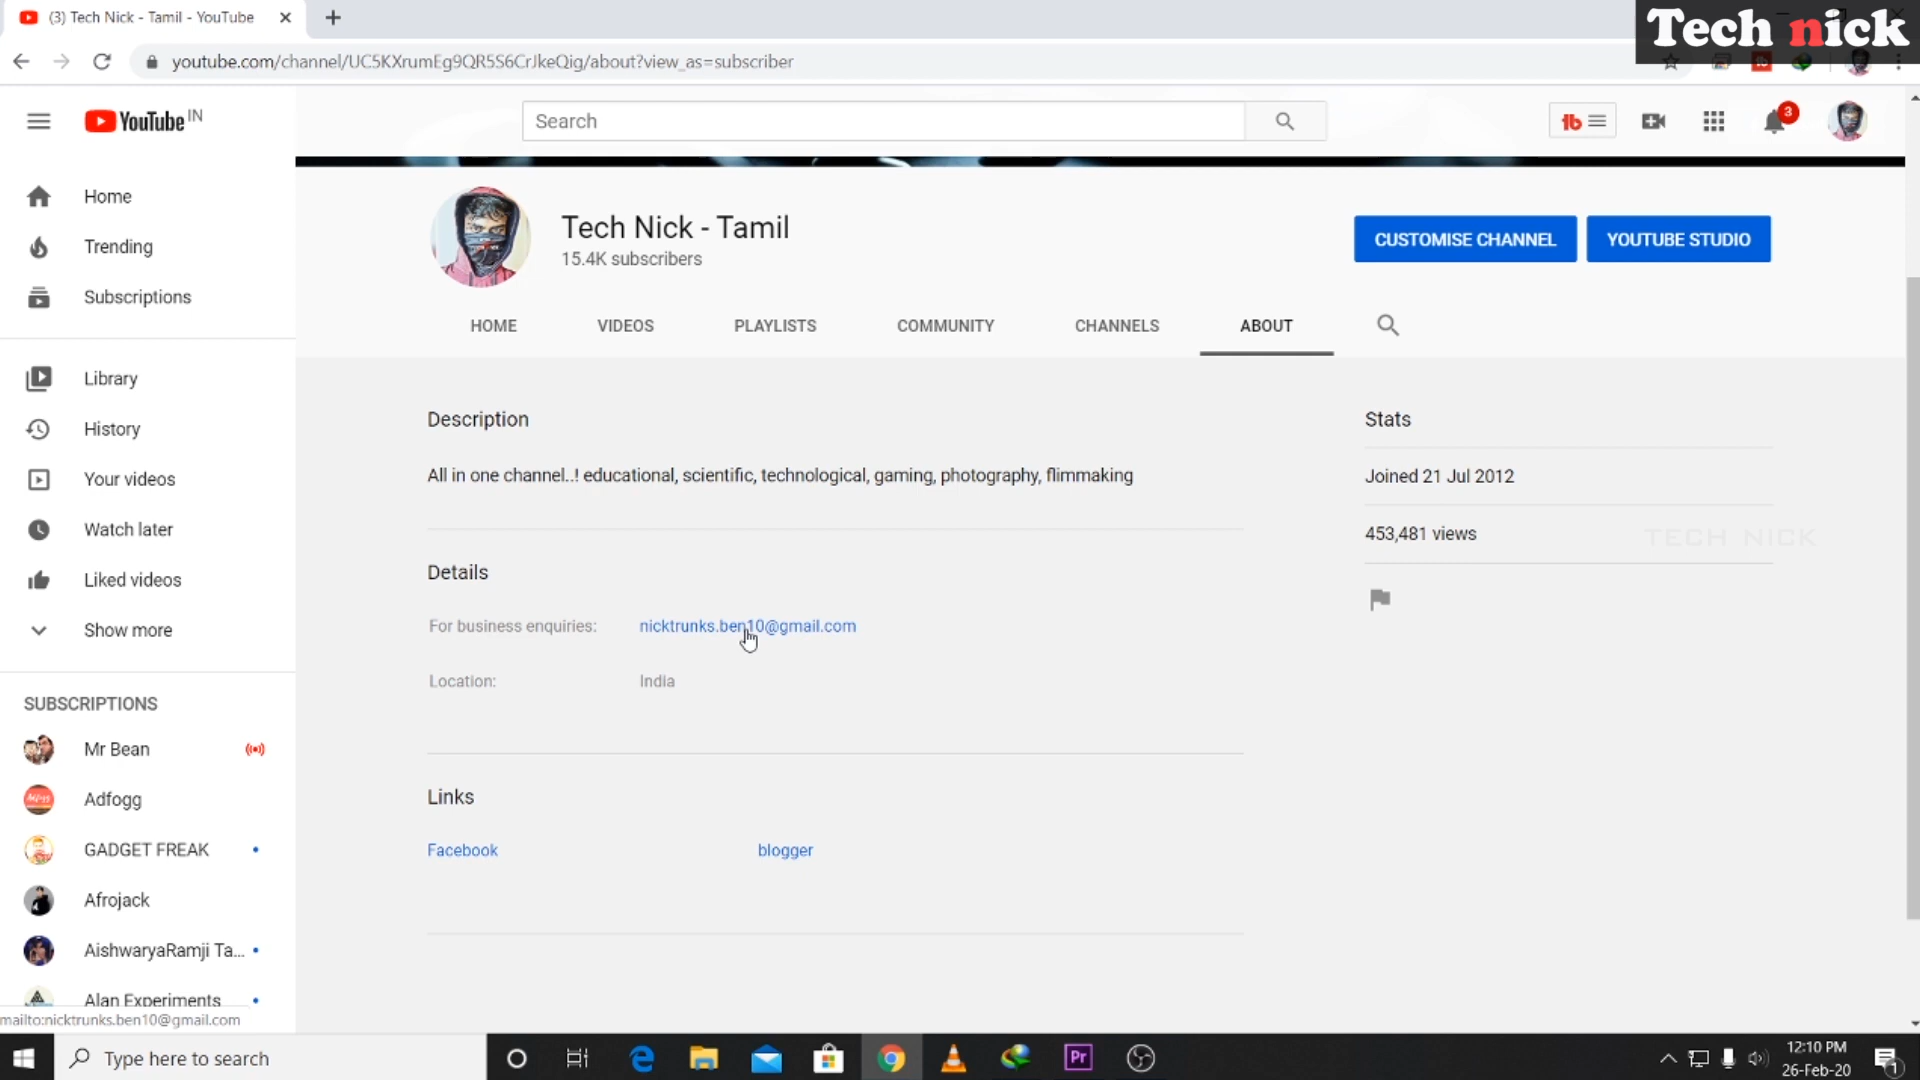 (3) Tech Nick - Tamil - YouTube
Tech nick
youtube.com/channel/UC5KXrumEg9QR5S6CrJkeQig/about?view_as=subscriber
YouTube IN
Search
3
Home
Trending
Subscriptions
Library
History
Your videos
Watch later
Liked videos
Show more
SUBSCRIPTIONS
Mr Bean
Adfogg
GADGET FREAK
Afrojack
AishwaryaRamji Ta...
Alan Experiments
mailto:nicktrunks.ben10@gmail.com
Tech Nick - Tamil
15.4K subscribers
CUSTOMISE CHANNEL
YOUTUBE STUDIO
HOME
VIDEOS
PLAYLISTS
COMMUNITY
CHANNELS
ABOUT
Description
All in one channel..! educational, scientific, technological, gaming, photography, flimmaking
Details
For business enquiries: nicktrunks.ben10@gmail.com
Location: India
Links
Facebook
blogger
Stats
Joined 21 Jul 2012
453,481 views
TECH NICK
Type here to search
Pr
12:10 PM
26-Feb-20
1